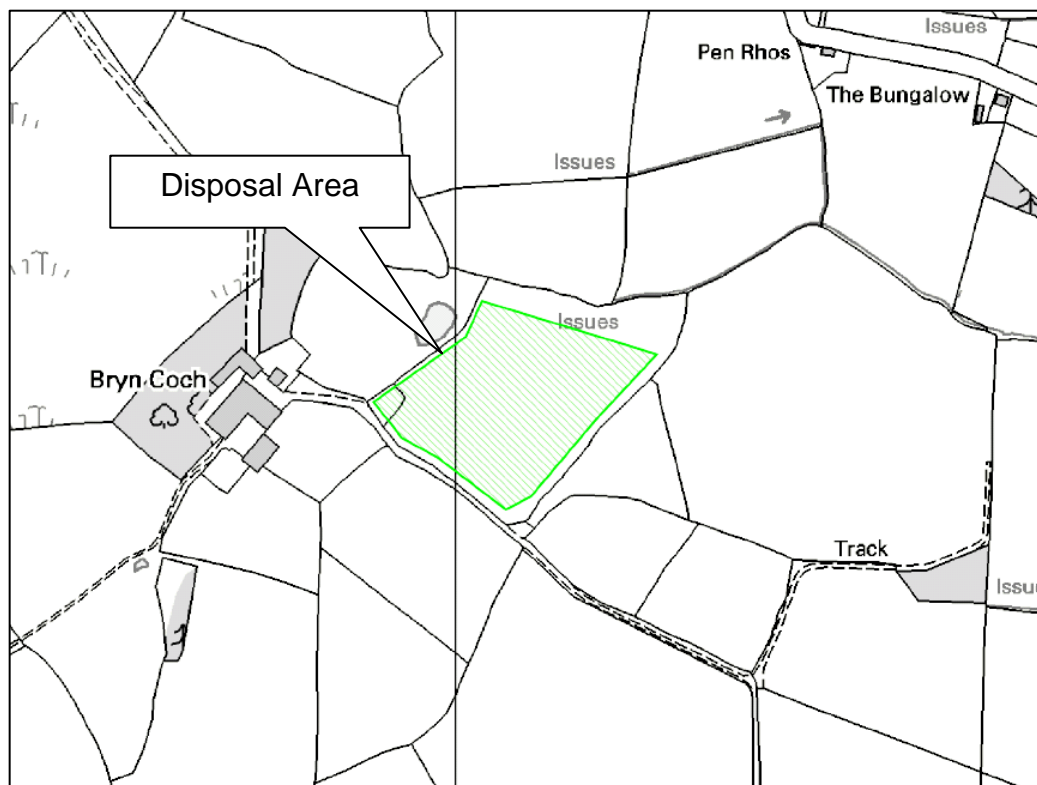 Issues
Pen Rhos
The Bungalow
Issues
Disposal Area
Issues
Bryn Coch
Track
Issu